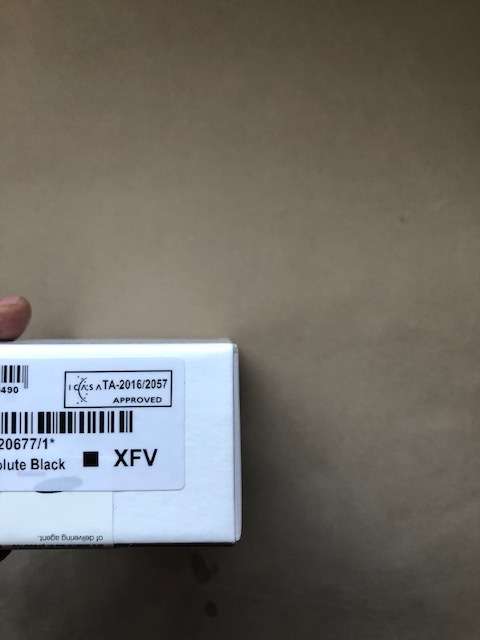 490
ICASA TA-2016/2057
APPROVED
20677/1*
olute Black XFV
of delivering agent.